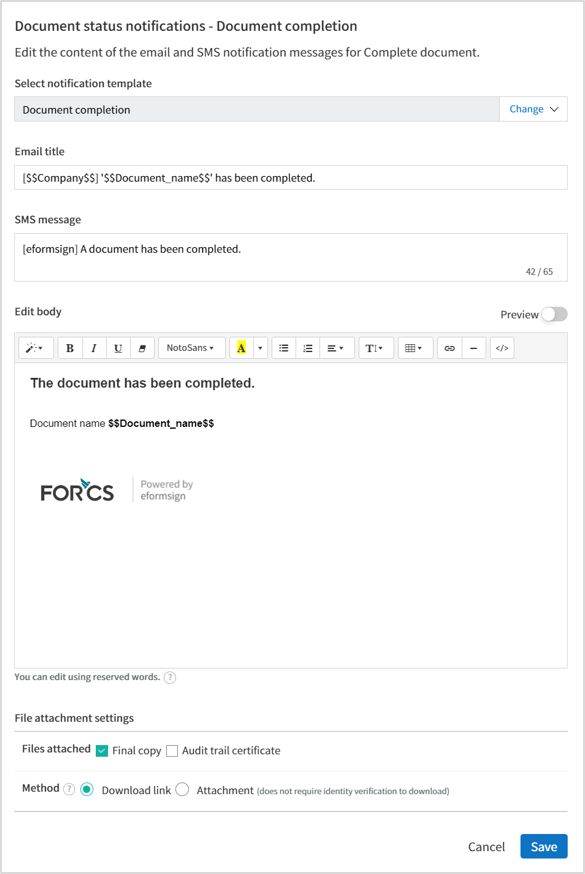 Document status notifications - Document completion
Edit the content of the email and SMS notification messages for Complete document.
Select notification template
Document completion
Change
Email title
[$$Company$$] '$$Document_name$$' has been completed.
SMS message
[eformsign] A document has been completed.
42 / 65
Edit body
Preview
B I U NotoSans A T </>
The document has been completed.
Document name $$Document_name$$
FORCS
Powered by
eformsign
You can edit using reserved words. ?
File attachment settings
Files attached Final copy Audit trail certificate
Method ? Download link Attachment (does not require identity verification to download)
Cancel Save